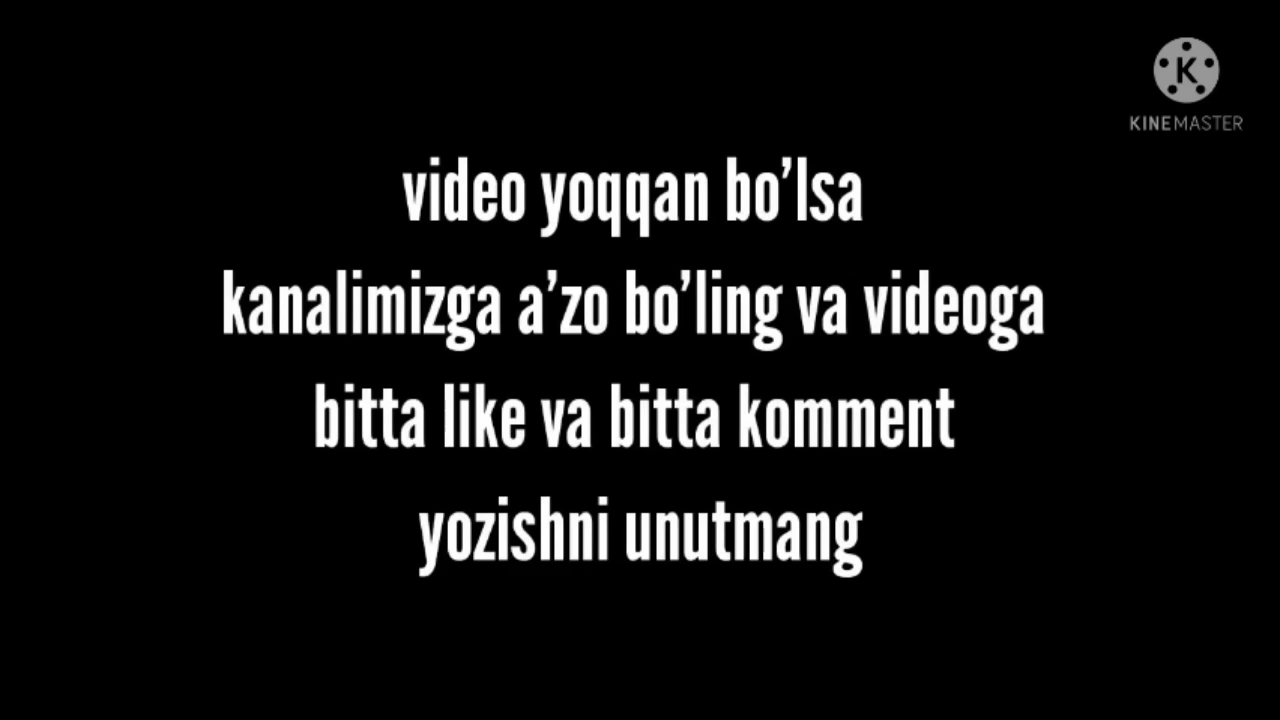 K
KINEMASTER
video yoqqan bo’lsa
kanalimizga a’zo bo’ling va videoga
bitta like va bitta komment
yozishni unutmang